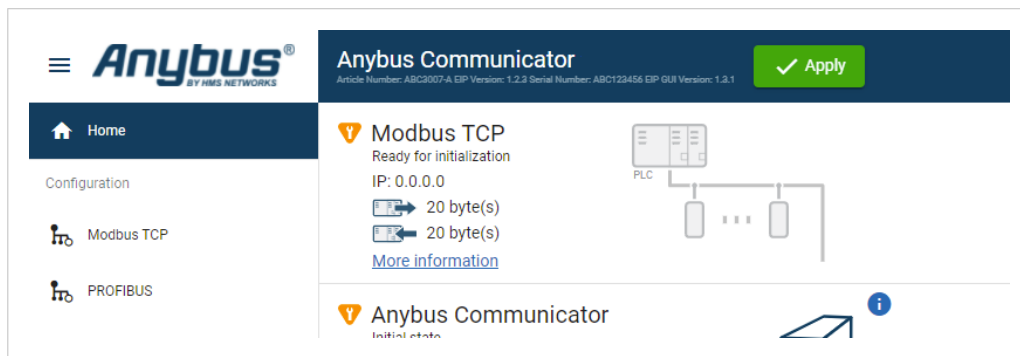 Anybus®
BY HMS NETWORKS
Anybus Communicator
Article Number: ABC3007-A EIP Version: 1.2.3 Serial Number: ABC123456 EIP GUI Version: 1.3.1
Apply
Home
Configuration
Modbus TCP
PROFIBUS
Modbus TCP
Ready for initialization
IP: 0.0.0.0
20 byte(s)
20 byte(s)
More information
PLC
Anybus Communicator
Initial state